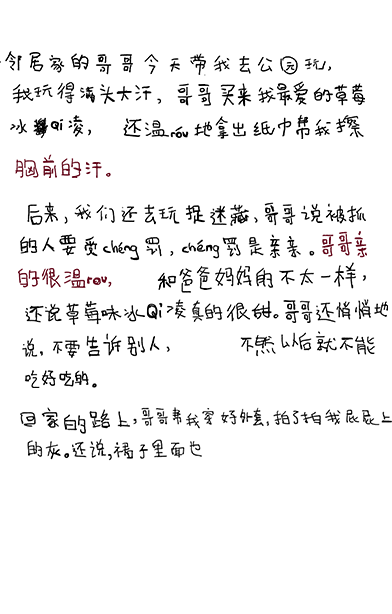 邻居家的哥哥今天带我去公园玩,
我玩得满头大汗,哥哥买来我最爱的草莓
冰Qi凌,还温róu地拿出纸巾帮我擦
胸前的汗。
后来,我们还去玩捉迷藏,哥哥说被抓
的人要受chéng罚,chéng罚是亲亲。哥哥亲
的很温rou,和爸爸妈妈的不太一样,
还说草莓味冰Qi凌真的很甜。哥哥还悄悄地
说,不要告诉别人,不然以后就不能
吃好吃的。
回家的路上,哥哥帮我穿好外套,拍了拍我屁屁上
的灰。还说,裙子里面也